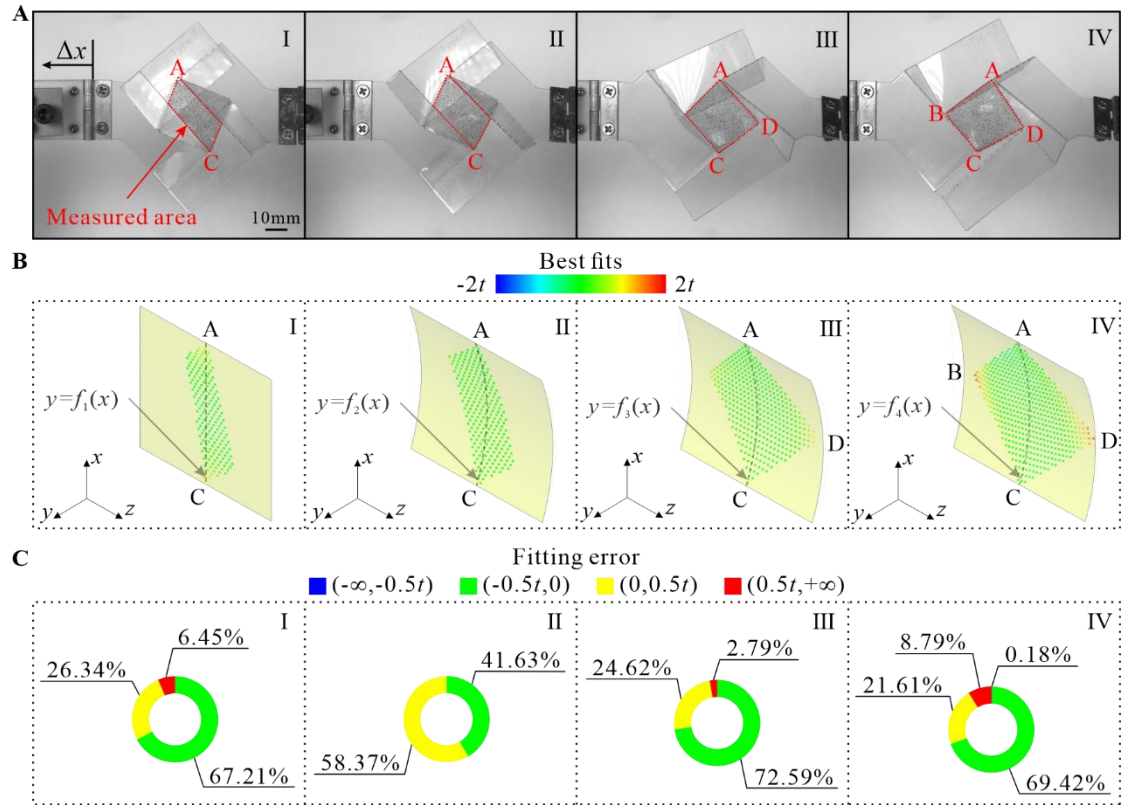 A
Δx
I
II
III
IV
A
C
Measured area
10mm
A
C
A
D
C
A
B
D
C
B
Best fits
-2t
2t
I
II
III
IV
A
A
A
A
B
y=f₁(x)
y=f₂(x)
y=f₃(x)
y=f₄(x)
D
D
C
C
C
C
x
y
z
x
y
z
x
y
z
x
y
z
C
Fitting error
(-∞,-0.5t)
(-0.5t,0)
(0,0.5t)
(0.5t,+∞)
I
6.45%
26.34%
67.21%
II
41.63%
58.37%
III
2.79%
24.62%
72.59%
IV
8.79%
0.18%
21.61%
69.42%